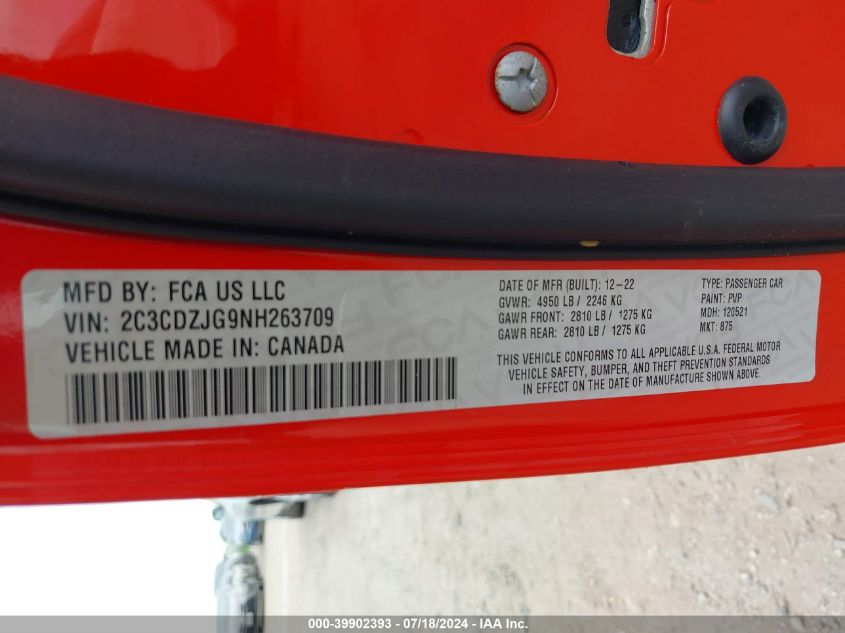 MFD BY: FCA US LLC
VIN: 2C3CDZJG9NH263709
VEHICLE MADE IN: CANADA
DATE OF MFR (BUILT): 12-22
GVWR: 4950 LB / 2246 KG
GAWR FRONT: 2810 LB / 1275 KG
GAWR REAR: 2810 LB / 1275 KG
TYPE: PASSENGER CAR
PAINT: PVP
MDH: 120521
MKT: 875
THIS VEHICLE CONFORMS TO ALL APPLICABLE U.S.A. FEDERAL MOTOR
VEHICLE SAFETY, BUMPER, AND THEFT PREVENTION STANDARDS
IN EFFECT ON THE DATE OF MANUFACTURE SHOWN ABOVE.
000-39902393 - 07/18/2024 - IAA Inc.